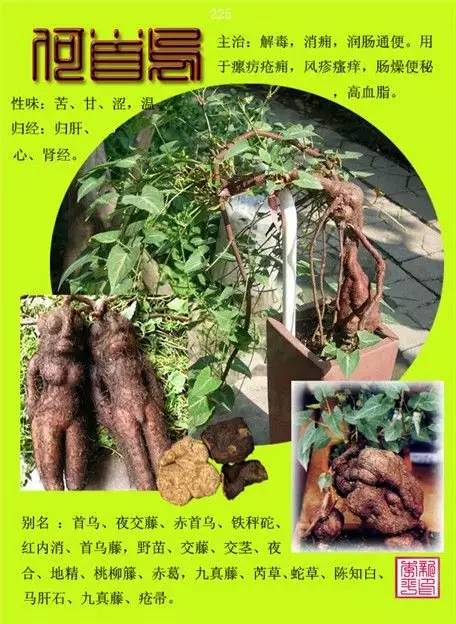 225
何首乌
主治：解毒，消痈，润肠通便。用
于瘰疬疮痈，风疹瘙痒，肠燥便秘
，高血脂。
性味：苦、甘、涩，温
归经：归肝、
心、肾经。
别名：首乌、夜交藤、赤首乌、铁秤砣、
红内消、首乌藤，野苗、交藤、交茎、夜
合、地精、桃柳籐、赤葛，九真藤、芮草、蛇草、陈知白、
马肝石、九真藤、疮帚。